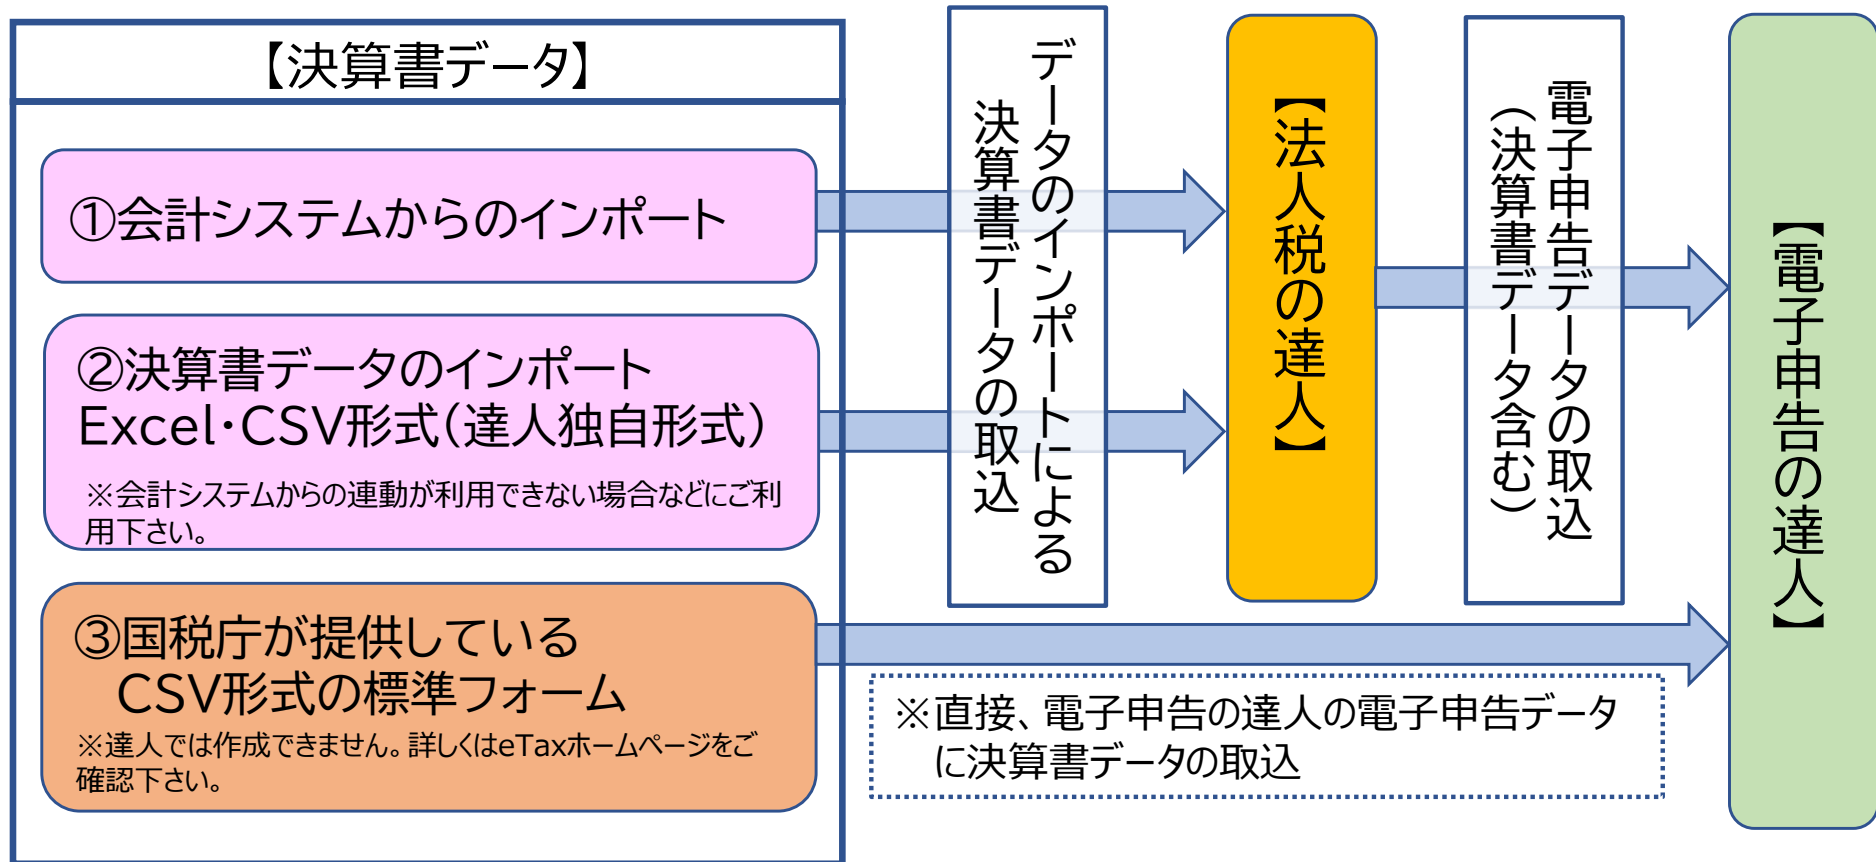 【決算書データ】
①会計システムからのインポート
②決算書データのインポート
Excel・CSV形式(達人独自形式)
※会計システムからの連動が利用できない場合などにご利
用下さい。
③国税庁が提供している
CSV形式の標準フォーム
※達人では作成できません。詳しくはeTaxホームページをご
確認下さい。
データのインポートによる
決算書データの取込
【法人税の達人】
電子申告データの取込
(決算書データ含む)
※直接、電子申告の達人の電子申告データ
に決算書データの取込
【電子申告の達人】